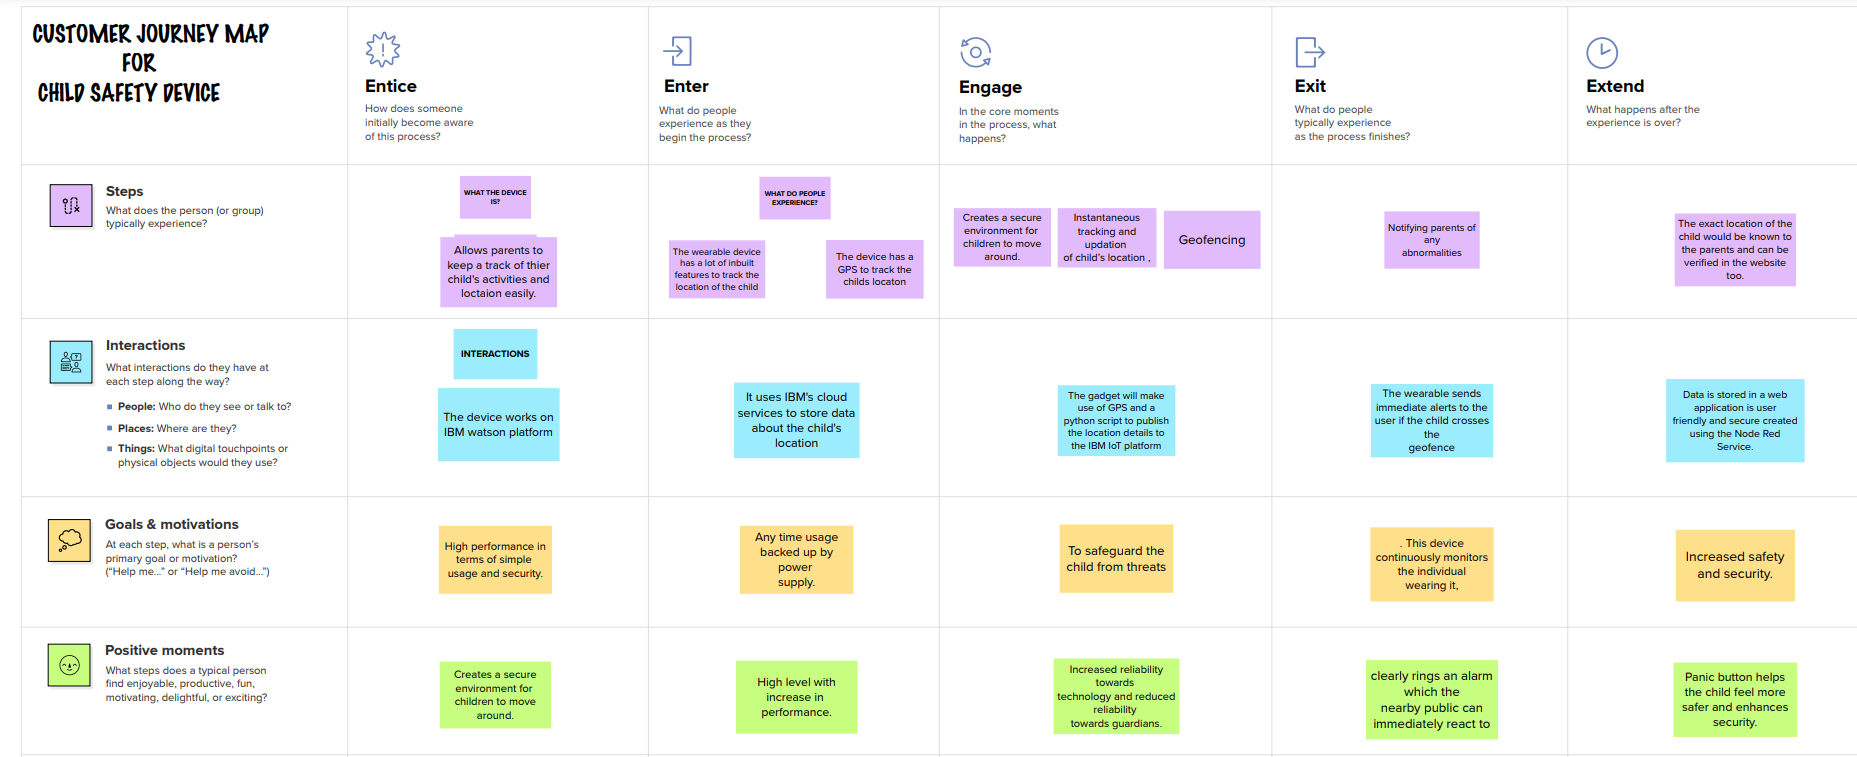 CUSTOMER JOURNEY MAP
FOR
CHILD SAFETY DEVICE
Entice
How does someone
initially become aware
of this process?
Enter
What do people
experience as they
begin the process?
Engage
In the core moments
in the process, what
happens?
Exit
What do people
typically experience
as the process finishes?
Extend
What happens after the
experience is over?
Steps
What does the person (or group)
typically experience?
WHAT THE DEVICE
IS?
Allows parents to
keep a track of thier
child's activities and
loctaion easily.
WHAT DO PEOPLE
EXPERIENCE?
The wearable device
has a lot of inbuilt
features to track the
location of the child
The device has a
GPS to track the
childs locaton
Creates a secure
environment for
children to move
around.
Instantaneous
tracking and
updation
of child's location ,
Geofencing
Notifying parents of
any
abnormalities
The exact location of the
child would be known to
the parents and can be
verified in the website
too.
Interactions
What interactions do they have at
each step along the way?
People: Who do they see or talk to?
Places: Where are they?
Things: What digital touchpoints or
physical objects would they use?
INTERACTIONS
The device works on
IBM watson platform
It uses IBM's cloud
services to store data
about the child's
location
The gadget will make
use of GPS and a
python script to publish
the location details to
the IBM IoT platform
The wearable sends
immediate alerts to the
user if the child crosses
the
geofence
Data is stored in a web
application is user
friendly and secure created
using the Node Red
Service.
Goals & motivations
At each step, what is a person's
primary goal or motivation?
("Help me..." or "Help me avoid...")
High performance in
terms of simple
usage and security.
Any time usage
backed up by
power
supply.
To safeguard the
child from threats
. This device
continuously monitors
the individual
wearing it,
Increased safety
and security.
Positive moments
What steps does a typical person
find enjoyable, productive, fun,
motivating, delightful, or exciting?
Creates a secure
environment for
children to move
around.
High level with
increase in
performance.
Increased reliability
towards
technology and reduced
reliability
towards guardians.
clearly rings an alarm
which the
nearby public can
immediately react to
Panic button helps
the child feel more
safer and enhances
security.